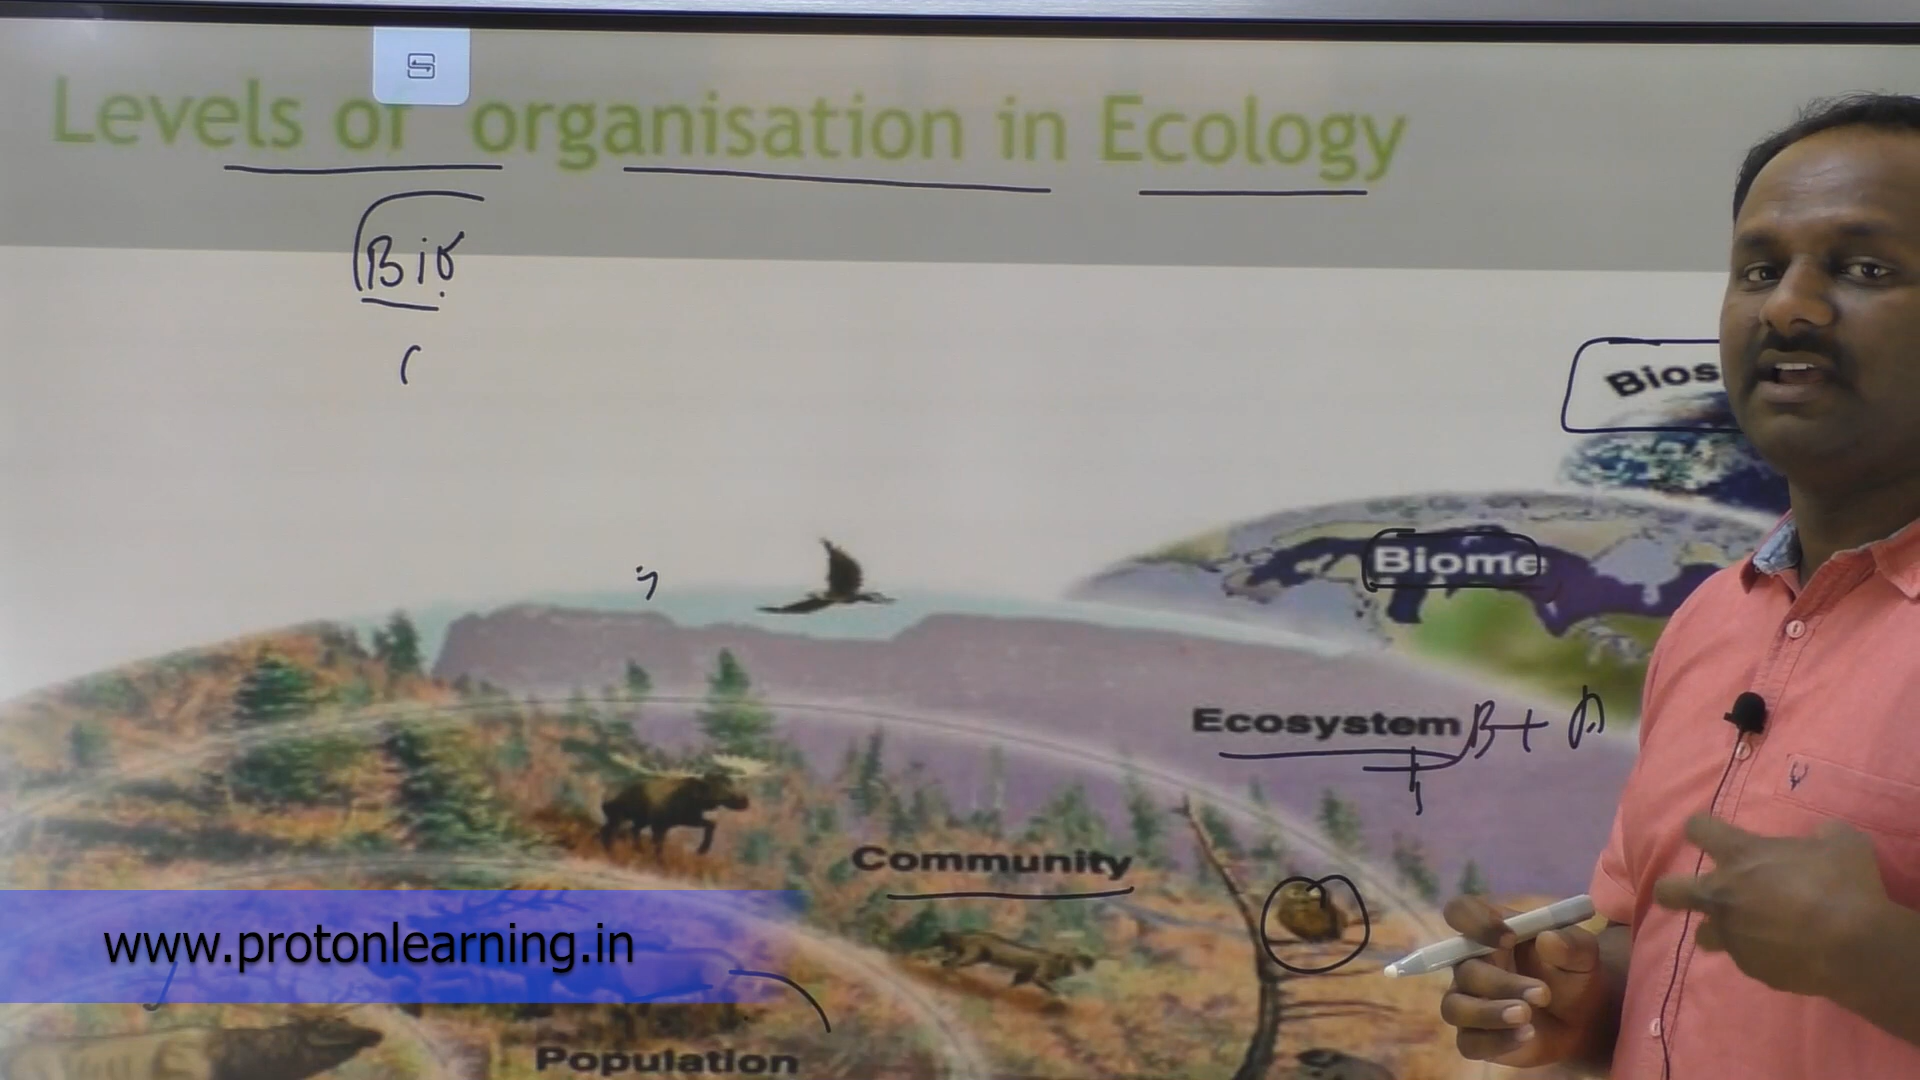 Levels of organisation in Ecology
Bio
Bios
Biome
Ecosystem B + A
Community
www.protonlearning.in
Population